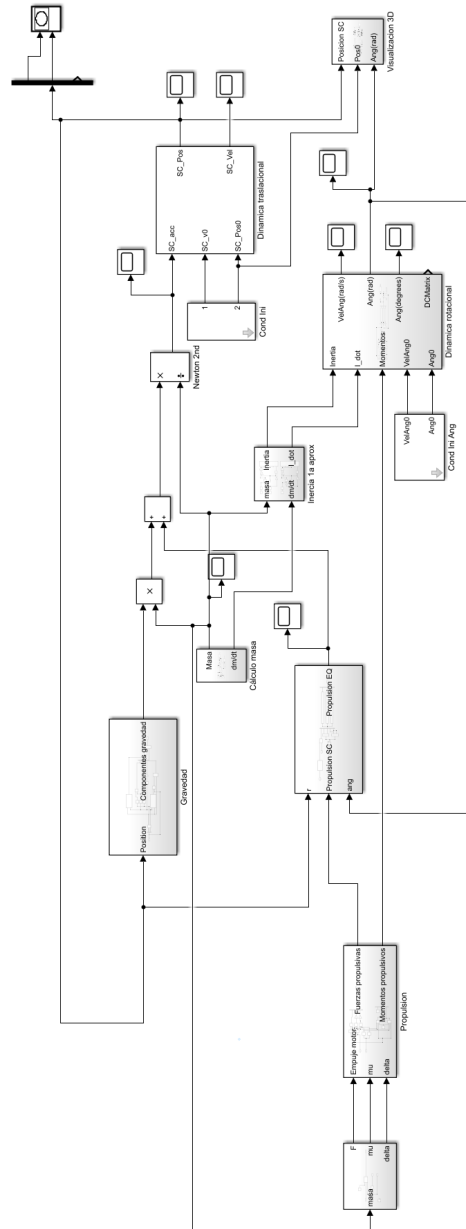 Position
Componentes gravedad
Gravedad
×
+
+
×
÷
Newton 2nd
SC_acc
SC_v0
SC_Pos0
SC_Pos
SC_Vel
Dinamica traslacional
1
2
Cond Ini
Masa
dm/dt
Cálculo masa
masa
Inertia
dm/dt
I_dot
Inercia 1a aprox
Posicion SC
Pos0
Ang(rad)
Visualizacion 3D
masa
F
mu
delta
Empuje motor
mu
delta
Fuerzas propulsivas
Momentos propulsivos
Propulsion
r
Propulsion SC
ang
Propulsion EQ
VelAng0
Ang0
Cond Ini Ang
Inertia
I_dot
Momentos
VelAng0
Ang0
VelAng(rad/s)
Ang(rad)
Ang(degrees)
DCMatrix
Dinamica rotacional